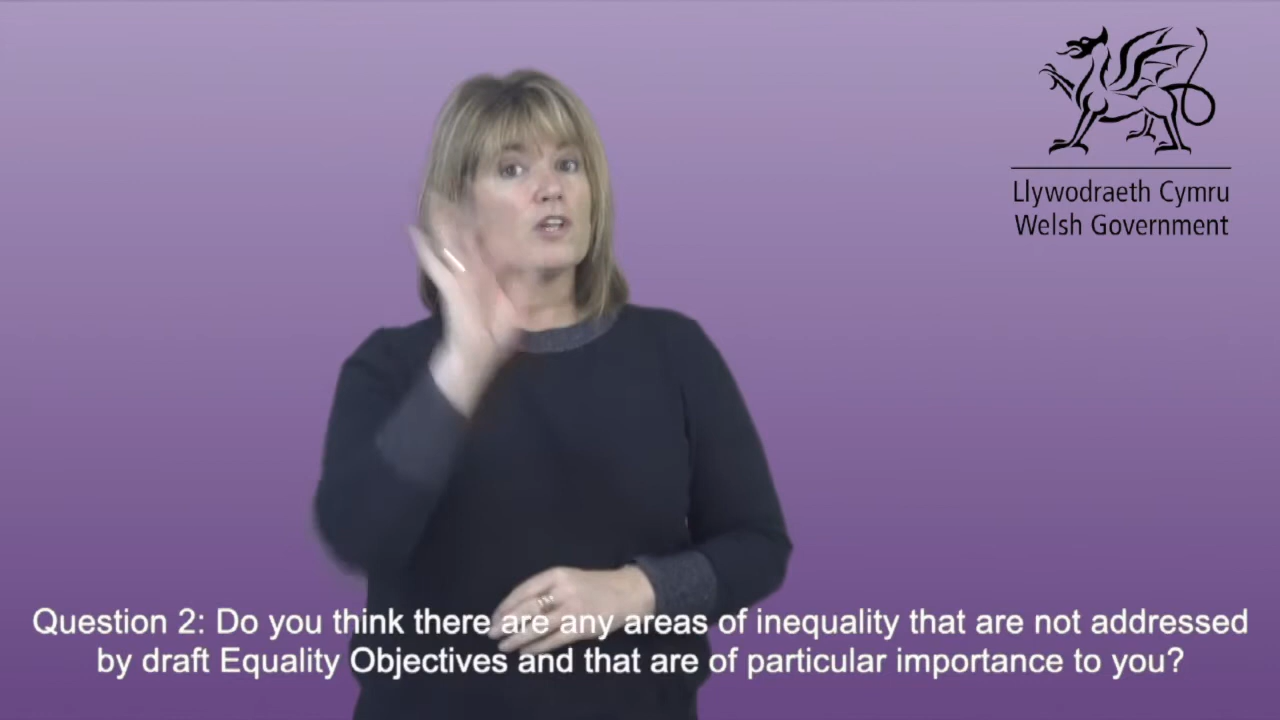 Llywodraeth Cymru
Welsh Government
Question 2: Do you think there are any areas of inequality that are not addressed
by draft Equality Objectives and that are of particular importance to you?